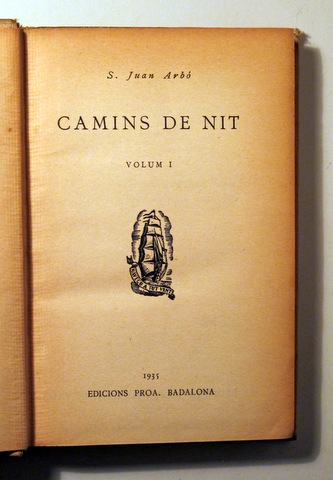 S. Juan Arbó
CAMINS DE NIT
VOLUM I
1935
EDICIONS PROA. BADALONA